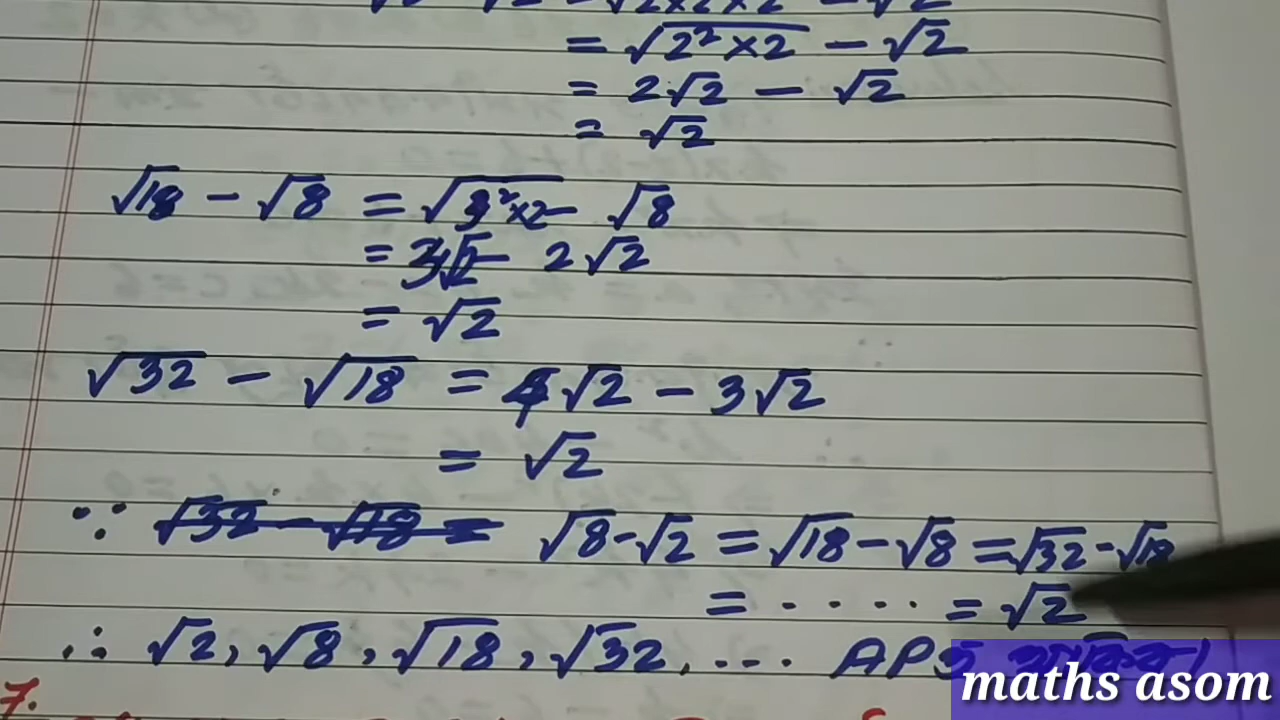 = √2²×2 − √2
= 2√2 − √2
= √2
√18 − √8 = √3²×2 − √8
= 3√2 − 2√2
= √2
√32 − √18 = 4√2 − 3√2
= √2
∵ √32 − √18 = √8-√2 = √18-√8 = √32-√18
= . . . . = √2
∴ √2, √8, √18, √32, ... AP
maths asom
7.